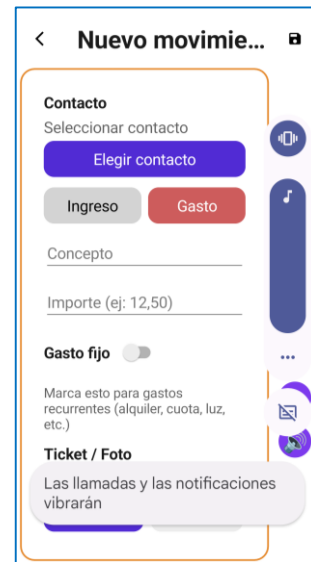 Nuevo movimie...
Contacto
Seleccionar contacto
Elegir contacto
Ingreso
Gasto
Concepto
Importe (ej: 12,50)
Gasto fijo
Marca esto para gastos
recurrentes (alquiler, cuota, luz,
etc.)
Ticket / Foto
Las llamadas y las notificaciones
vibrarán